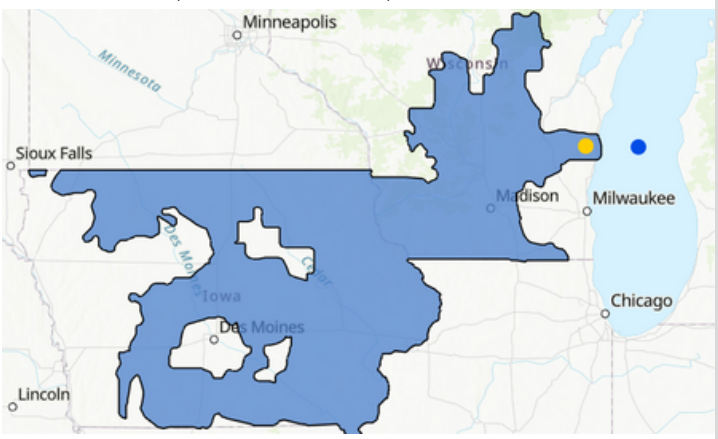 Minneapolis
Wisconsin
Minnesota
Sioux Falls
Madison
Milwaukee
Des Moines
Cedar
Iowa
Chicago
Des Moines
Lincoln